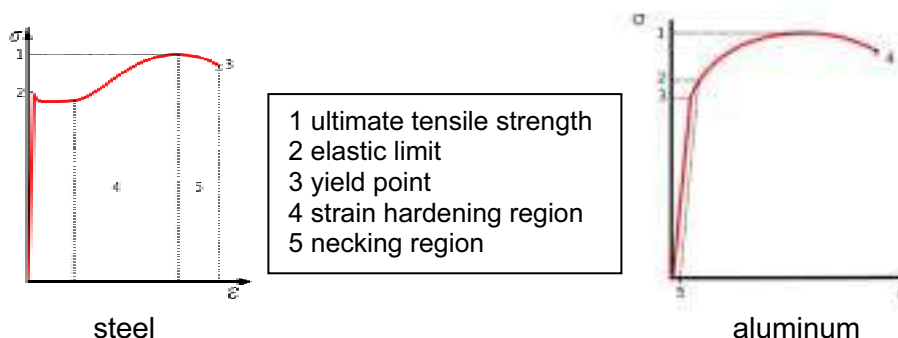 σ
1
3
2
4
5
ε
steel
1 ultimate tensile strength
2 elastic limit
3 yield point
4 strain hardening region
5 necking region
σ
1
4
2
3
aluminum